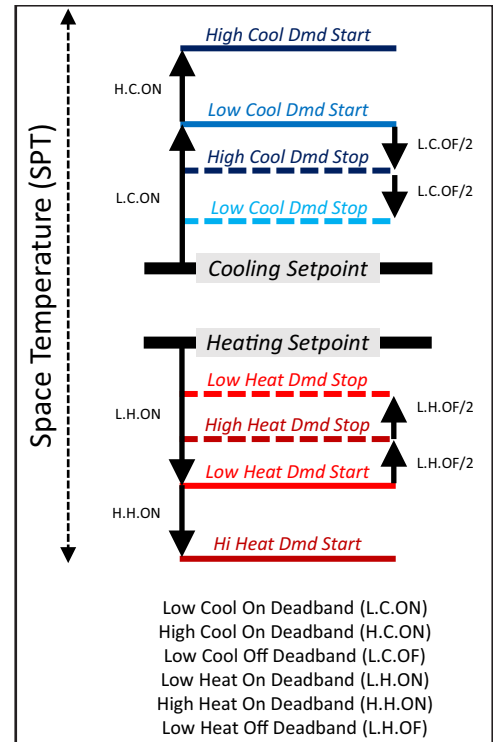 High Cool Dmd Start
H.C.ON
Low Cool Dmd Start
L.C.OF/2
High Cool Dmd Stop
L.C.ON
L.C.OF/2
Low Cool Dmd Stop
Cooling Setpoint
Space Temperature (SPT)
Heating Setpoint
Low Heat Dmd Stop
L.H.ON
L.H.OF/2
High Heat Dmd Stop
L.H.OF/2
Low Heat Dmd Start
H.H.ON
Hi Heat Dmd Start
Low Cool On Deadband (L.C.ON)
High Cool On Deadband (H.C.ON)
Low Cool Off Deadband (L.C.OF)
Low Heat On Deadband (L.H.ON)
High Heat On Deadband (H.H.ON)
Low Heat Off Deadband (L.H.OF)